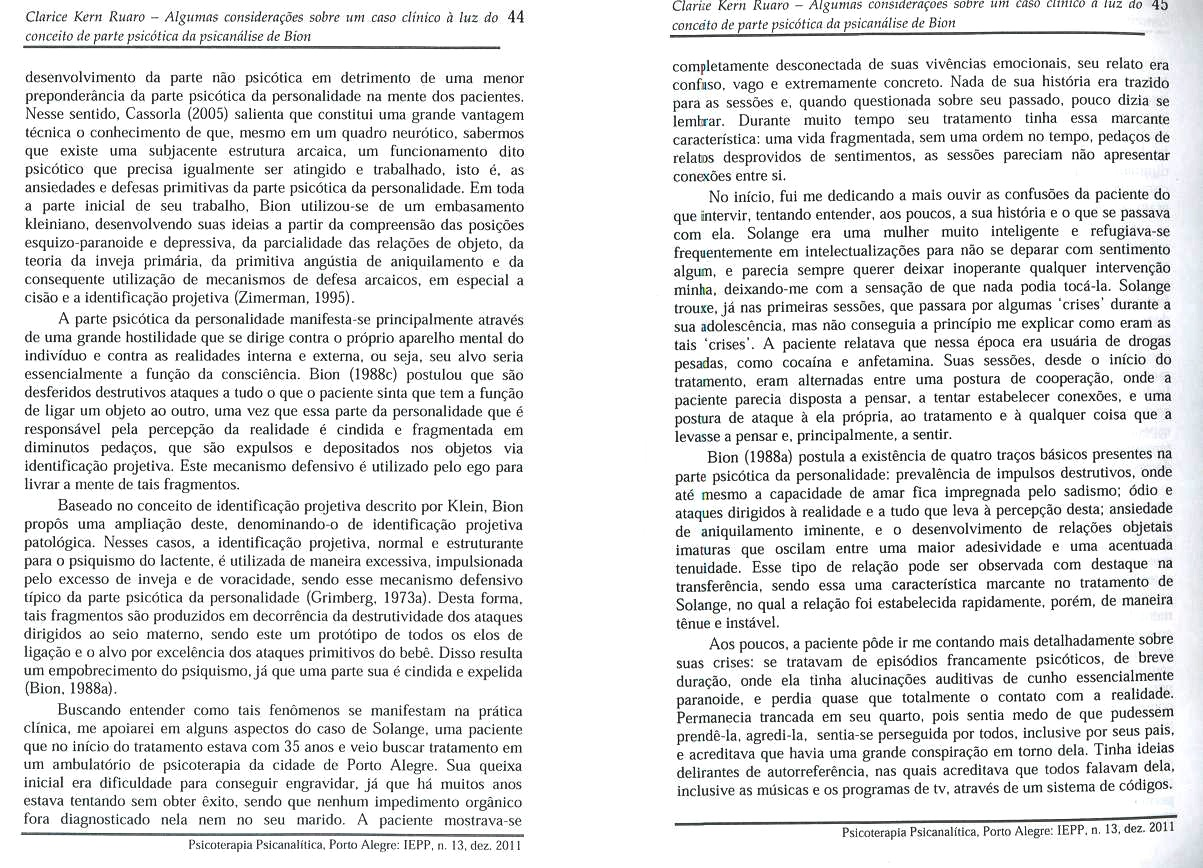 Clarice Kern Ruaro – Algumas considerações sobre um caso clínico à luz do 44
conceito de parte psicótica da psicanálise de Bion
desenvolvimento da parte não psicótica em detrimento de uma menor
preponderância da parte psicótica da personalidade na mente dos pacientes.
Nesse sentido, Cassorla (2005) salienta que constitui uma grande vantagem
técnica o conhecimento de que, mesmo em um quadro neurótico, sabermos
que existe uma subjacente estrutura arcaica, um funcionamento dito
psicótico que precisa igualmente ser atingido e trabalhado, isto é, as
ansiedades e defesas primitivas da parte psicótica da personalidade. Em toda
a parte inicial de seu trabalho, Bion utilizou-se de um embasamento
kleiniano, desenvolvendo suas ideias a partir da compreensão das posições
esquizo-paranoide e depressiva, da parcialidade das relações de objeto, da
teoria da inveja primária, da primitiva angústia de aniquilamento e da
consequente utilização de mecanismos de defesa arcaicos, em especial a
cisão e a identificação projetiva (Zimerman, 1995).
A parte psicótica da personalidade manifesta-se principalmente através
de uma grande hostilidade que se dirige contra o próprio aparelho mental do
indivíduo e contra as realidades interna e externa, ou seja, seu alvo seria
essencialmente a função da consciência. Bion (1988c) postulou que são
desferidos destrutivos ataques a tudo o que o paciente sinta que tem a função
de ligar um objeto ao outro, uma vez que essa parte da personalidade que é
responsável pela percepção da realidade é cindida e fragmentada em
diminutos pedaços, que são expulsos e depositados nos objetos via
identificação projetiva. Este mecanismo defensivo é utilizado pelo ego para
livrar a mente de tais fragmentos.
Baseado no conceito de identificação projetiva descrito por Klein, Bion
propôs uma ampliação deste, denominando-o de identificação projetiva
patológica. Nesses casos, a identificação projetiva, normal e estruturante
para o psiquismo do lactente, é utilizada de maneira excessiva, impulsionada
pelo excesso de inveja e de voracidade, sendo esse mecanismo defensivo
típico da parte psicótica da personalidade (Grimberg, 1973a). Desta forma,
tais fragmentos são produzidos em decorrência da destrutividade dos ataques
dirigidos ao seio materno, sendo este um protótipo de todos os elos de
ligação e o alvo por excelência dos ataques primitivos do bebê. Disso resulta
um empobrecimento do psiquismo, já que uma parte sua é cindida e expelida
(Bion, 1988a).
Buscando entender como tais fenômenos se manifestam na prática
clínica, me apoiarei em alguns aspectos do caso de Solange, uma paciente
que no início do tratamento estava com 35 anos e veio buscar tratamento em
um ambulatório de psicoterapia da cidade de Porto Alegre. Sua queixa
inicial era dificuldade para conseguir engravidar, já que há muitos anos
estava tentando sem obter êxito, sendo que nenhum impedimento orgânico
fora diagnosticado nela nem no seu marido. A paciente mostrava-se
Psicoterapia Psicanalítica, Porto Alegre: IEPP, n. 13, dez. 2011
Clarice Kern Ruaro – Algumas considerações sobre um caso clínico à luz do 45
conceito de parte psicótica da psicanálise de Bion
completamente desconectada de suas vivências emocionais, seu relato era
confuso, vago e extremamente concreto. Nada de sua história era trazido
para as sessões e, quando questionada sobre seu passado, pouco dizia se
lembrar. Durante muito tempo seu tratamento tinha essa marcante
característica: uma vida fragmentada, sem uma ordem no tempo, pedaços de
relatos desprovidos de sentimentos, as sessões pareciam não apresentar
conexões entre si.
No início, fui me dedicando a mais ouvir as confusões da paciente do
que intervir, tentando entender, aos poucos, a sua história e o que se passava
com ela. Solange era uma mulher muito inteligente e refugiava-se
frequentemente em intelectualizações para não se deparar com sentimento
algum, e parecia sempre querer deixar inoperante qualquer intervenção
minha, deixando-me com a sensação de que nada podia tocá-la. Solange
trouxe, já nas primeiras sessões, que passara por algumas ‘crises’ durante a
sua adolescência, mas não conseguia a princípio me explicar como eram as
tais ‘crises’. A paciente relatava que nessa época era usuária de drogas
pesadas, como cocaína e anfetamina. Suas sessões, desde o início do
tratamento, eram alternadas entre uma postura de cooperação, onde a
paciente parecia disposta a pensar, a tentar estabelecer conexões, e uma
postura de ataque à ela própria, ao tratamento e à qualquer coisa que a
levasse a pensar e, principalmente, a sentir.
Bion (1988a) postula a existência de quatro traços básicos presentes na
parte psicótica da personalidade: prevalência de impulsos destrutivos, onde
até mesmo a capacidade de amar fica impregnada pelo sadismo; ódio e
ataques dirigidos à realidade e a tudo que leva à percepção desta; ansiedade
de aniquilamento iminente, e o desenvolvimento de relações objetais
imaturas que oscilam entre uma maior adesividade e uma acentuada
tenuidade. Esse tipo de relação pode ser observada com destaque na
transferência, sendo essa uma característica marcante no tratamento de
Solange, no qual a relação foi estabelecida rapidamente, porém, de maneira
tênue e instável.
Aos poucos, a paciente pôde ir me contando mais detalhadamente sobre
suas crises: se tratavam de episódios francamente psicóticos, de breve
duração, onde ela tinha alucinações auditivas de cunho essencialmente
paranoide, e perdia quase que totalmente o contato com a realidade.
Permanecia trancada em seu quarto, pois sentia medo de que pudessem
prendê-la, agredi-la, sentia-se perseguida por todos, inclusive por seus pais,
e acreditava que havia uma grande conspiração em torno dela. Tinha ideias
delirantes de autorreferência, nas quais acreditava que todos falavam dela,
inclusive as músicas e os programas de tv, através de um sistema de códigos.
Psicoterapia Psicanalítica, Porto Alegre: IEPP, n. 13, dez. 2011